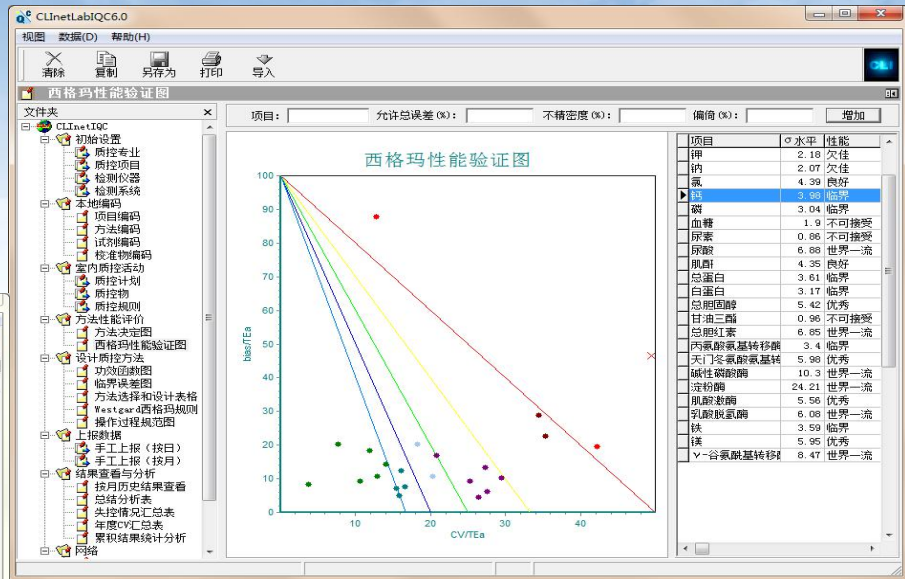 CLInetLabIQC6.0
视图 数据(D) 帮助(H)
清除 复制 另存为 打印 导入
CLI
西格玛性能验证图
文件夹
CLInetIQC
初始设置
质控专业
质控项目
检测仪器
检测系统
本地编码
项目编码
方法编码
试剂编码
校准物编码
室内质控活动
质控计划
质控物
质控规则
方法性能评价
方法决定图
西格玛性能验证图
设计质控方法
功效函数图
临界误差图
方法选择和设计表格
Westgard西格玛规则
操作过程规范图
上报数据
手工上报（按日）
手工上报（按月）
结果查看与分析
按月历史结果查看
总结分析表
失控情况汇总表
年度CV汇总表
累积结果统计分析
网络
项目： 允许总误差(%)： 不精密度(%)： 偏倚(%)： 增加
西格玛性能验证图
100
90
80
70
60
50
40
30
20
10
0
bias/TEa
10 20 30 40
CV/TEa
项目 σ水平 性能
钾 2.18 欠佳
钠 2.07 欠佳
氯 4.39 良好
钙 3.98 临界
磷 3.04 临界
血糖 1.9 不可接受
尿素 0.86 不可接受
尿酸 6.88 世界一流
肌酐 4.35 良好
总蛋白 3.61 临界
白蛋白 3.17 临界
总胆固醇 5.42 优秀
甘油三酯 0.96 不可接受
总胆红素 6.85 世界一流
丙氨酸氨基转移酶 3.4 临界
天门冬氨酸氨基转 5.98 优秀
碱性磷酸酶 10.3 世界一流
淀粉酶 24.21 世界一流
肌酸激酶 5.56 优秀
乳酸脱氢酶 6.08 世界一流
铁 3.59 临界
镁 5.95 优秀
γ-谷氨酰基转移 8.47 世界一流